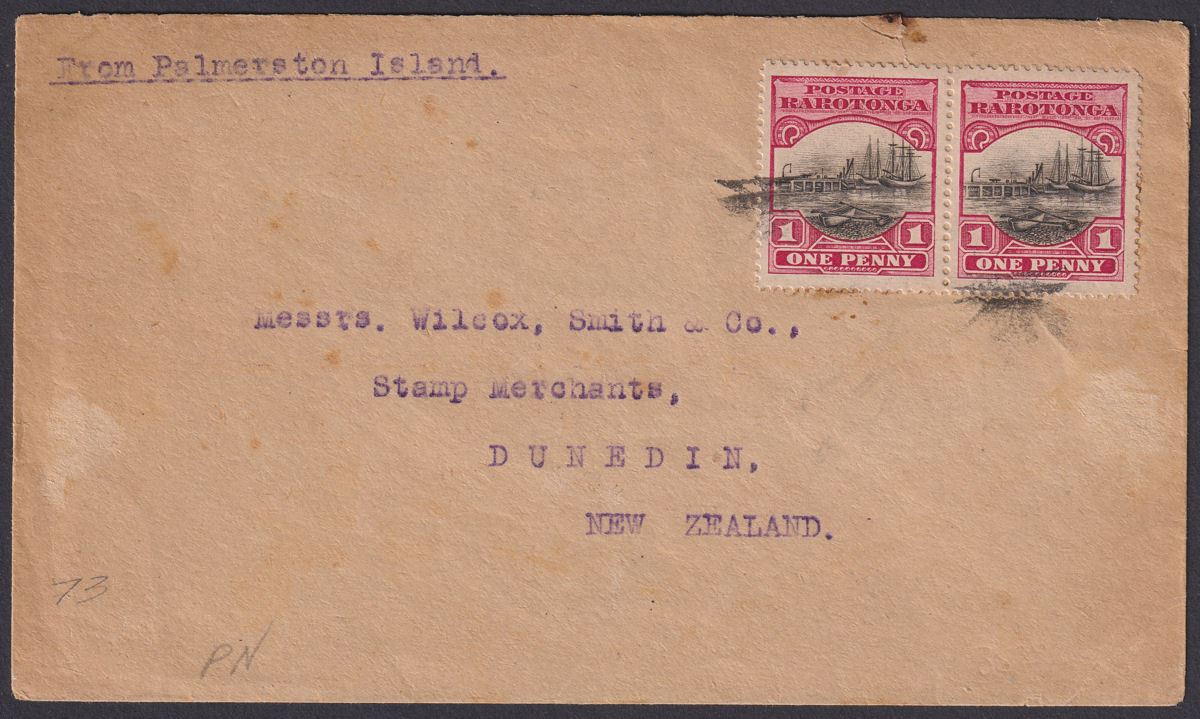 From Palmerston Island.
POSTAGE
RAROTONGA
1 1
ONE PENNY
POSTAGE
RAROTONGA
1 1
ONE PENNY
Messrs. Wilcox, Smith & Co.,
Stamp Merchants,
DUNEDIN,
NEW ZEALAND.
73
PN